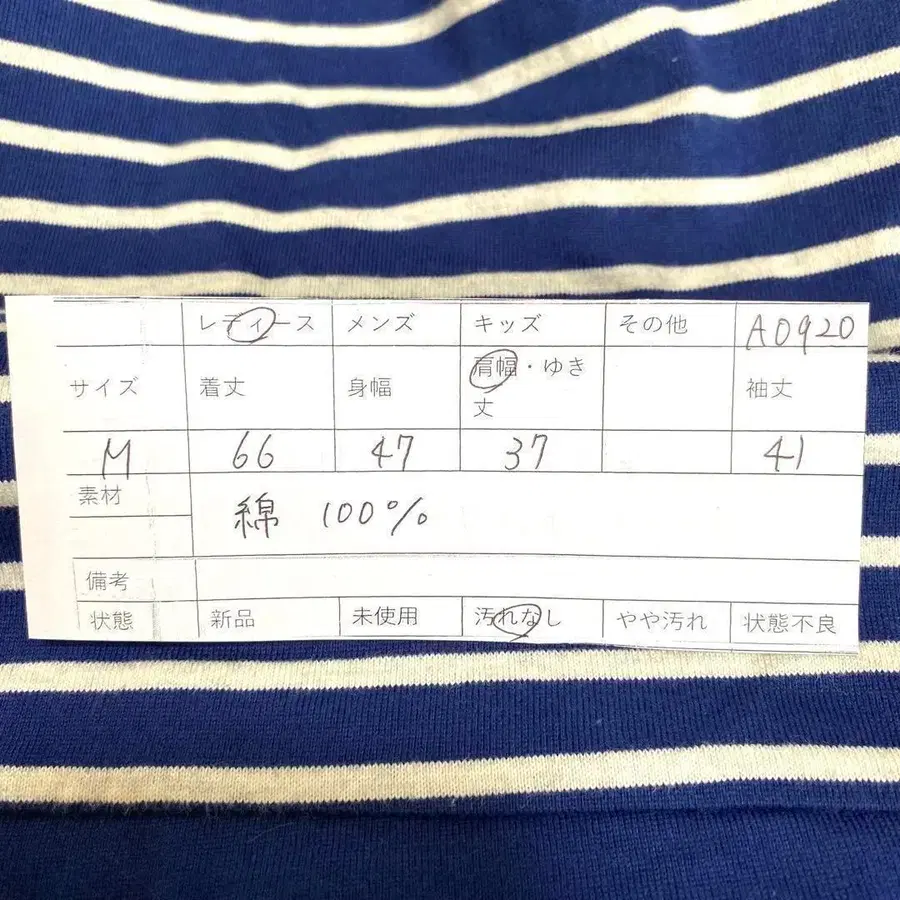 レディース メンズ キッズ その他 A0920
サイズ 着丈 身幅 肩幅・ゆき丈 袖丈
M 66 47 37 41
素材 綿 100%
備考
状態 新品 未使用 汚れなし やや汚れ 状態不良